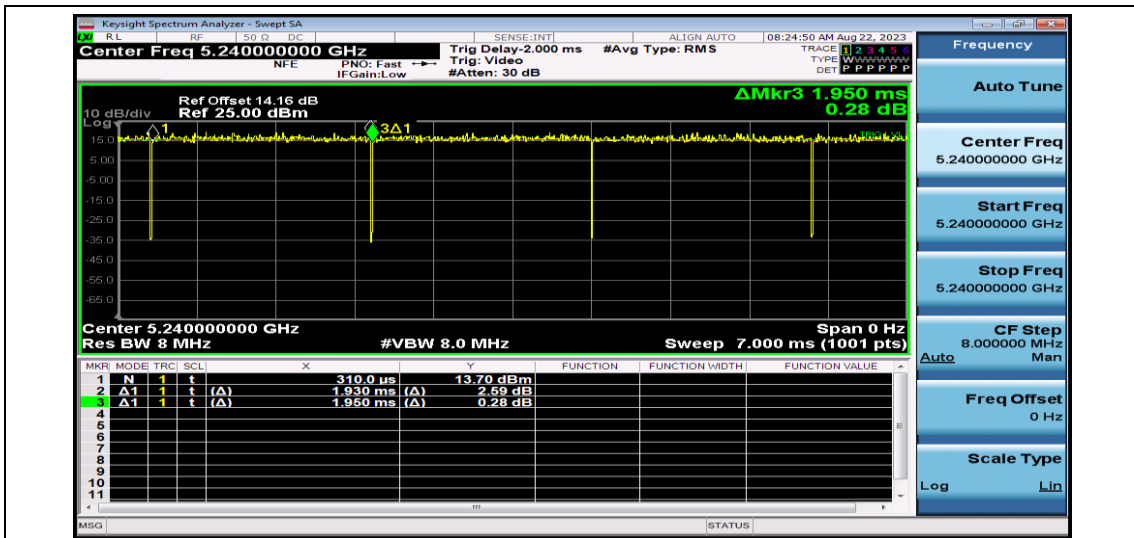 Keysight Spectrum Analyzer - Swept SA
LXI RL RF 50 Ω DC SENSE:INT ALIGN AUTO 08:24:50 AM Aug 22, 2023
Center Freq 5.240000000 GHz
NFE
PNO: Fast
IFGain:Low
Trig Delay-2.000 ms
Trig: Video
#Atten: 30 dB
#Avg Type: RMS
TRACE 1 2 3 4 5 6
TYPE WWWWWW
DET P P P P P P
ΔMkr3 1.950 ms
0.28 dB
Ref Offset 14.16 dB
10 dB/div Ref 25.00 dBm
Log
1
3Δ1
15.0
5.00
-5.00
-15.0
-25.0
-35.0
-45.0
-55.0
-65.0
Center 5.240000000 GHz Span 0 Hz
Res BW 8 MHz #VBW 8.0 MHz Sweep 7.000 ms (1001 pts)
MKR MODE TRC SCL X Y FUNCTION FUNCTION WIDTH FUNCTION VALUE
1 N 1 t 310.0 µs 13.70 dBm
2 Δ1 1 t (Δ) 1.930 ms (Δ) 2.59 dB
3 Δ1 1 t (Δ) 1.950 ms (Δ) 0.28 dB
4
5
6
7
8
9
10
11
MSG STATUS
Frequency
Auto Tune
Center Freq
5.240000000 GHz
Start Freq
5.240000000 GHz
Stop Freq
5.240000000 GHz
CF Step
8.000000 MHz
Auto Man
Freq Offset
0 Hz
Scale Type
Log Lin